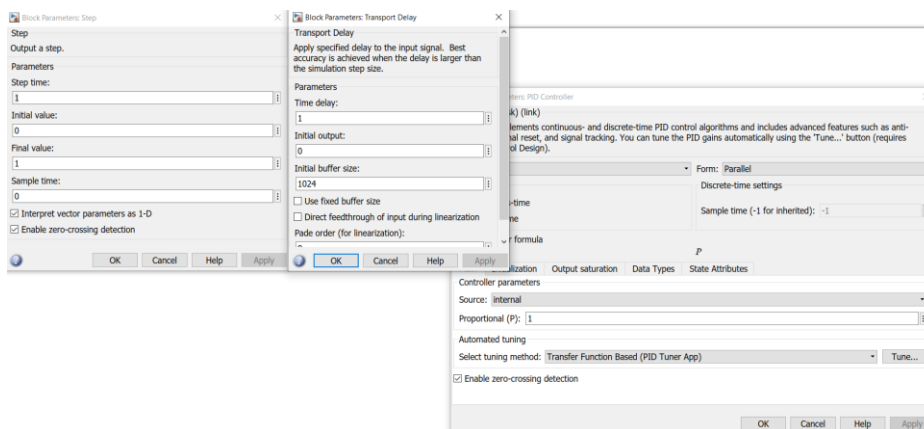 Block Parameters: Step
Step
Output a step.
Parameters
Step time:
1
Initial value:
0
Final value:
1
Sample time:
0
Interpret vector parameters as 1-D
Enable zero-crossing detection
OK Cancel Help Apply
Block Parameters: Transport Delay
Transport Delay
Apply specified delay to the input signal. Best
accuracy is achieved when the delay is larger than
the simulation step size.
Parameters
Time delay:
1
Initial output:
0
Initial buffer size:
1024
Use fixed buffer size
Direct feedthrough of input during linearization
Pade order (for linearization):
OK Cancel Help Apply
PID Controller
(link)
continuous- and discrete-time PID control algorithms and includes advanced features such as anti-
reset, and signal tracking. You can tune the PID gains automatically using the 'Tune...' button (requires
Design).
Form: Parallel
Discrete-time settings
-time
Sample time (-1 for inherited): -1
formula
P
Output saturation Data Types State Attributes
Controller parameters
Source: internal
Proportional (P): 1
Automated tuning
Select tuning method: Transfer Function Based (PID Tuner App) Tune...
Enable zero-crossing detection
OK Cancel Help Apply